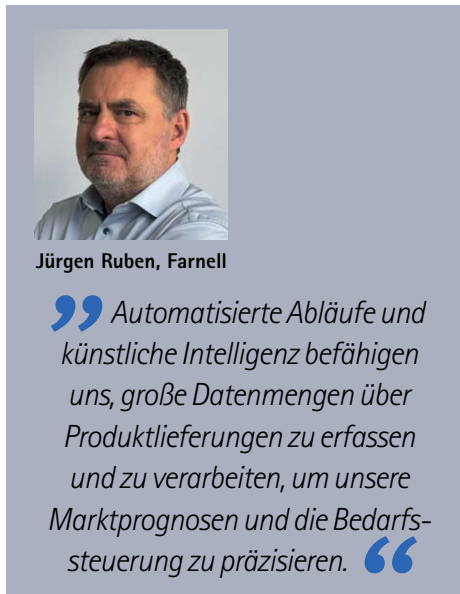 Jürgen Ruben, Farnell
„ Automatisierte Abläufe und
künstliche Intelligenz befähigen
uns, große Datenmengen über
Produktlieferungen zu erfassen
und zu verarbeiten, um unsere
Marktprognosen und die Bedarfs-
steuerung zu präzisieren. “